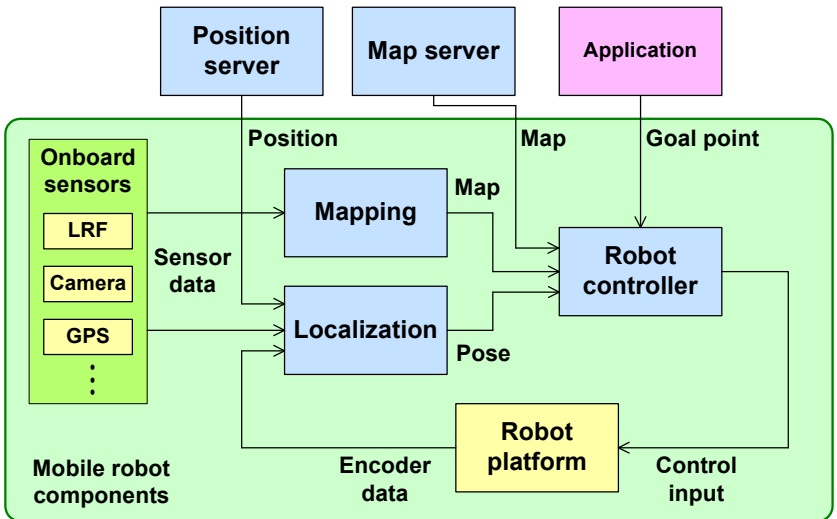 Position
server
Map server
Application
Position
Map
Goal point
Onboard
sensors
LRF
Camera
GPS
Sensor
data
Mapping
Map
Localization
Pose
Robot
controller
Robot
platform
Encoder
data
Control
input
Mobile robot
components